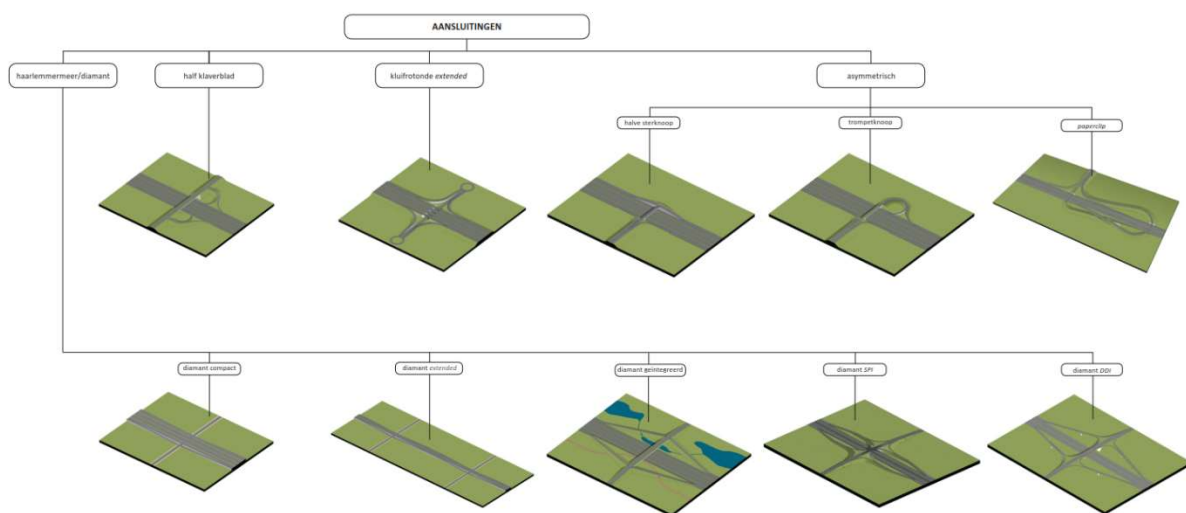 AANSLUITINGEN
haarlemmermeer/diamant
half klaverblad
kluifrotonde extended
asymmetrisch
halve sterknoop
trompetknoop
paperclip
diamant compact
diamant extended
diamant geïntegreerd
diamant SPI
diamant DDI